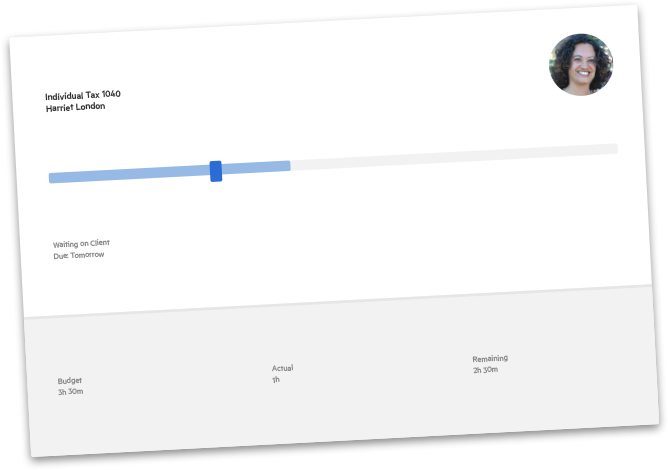 Individual Tax 1040
Harriet London
Waiting on Client
Due: Tomorrow
Budget
3h 30m
Actual
1h
Remaining
2h 30m